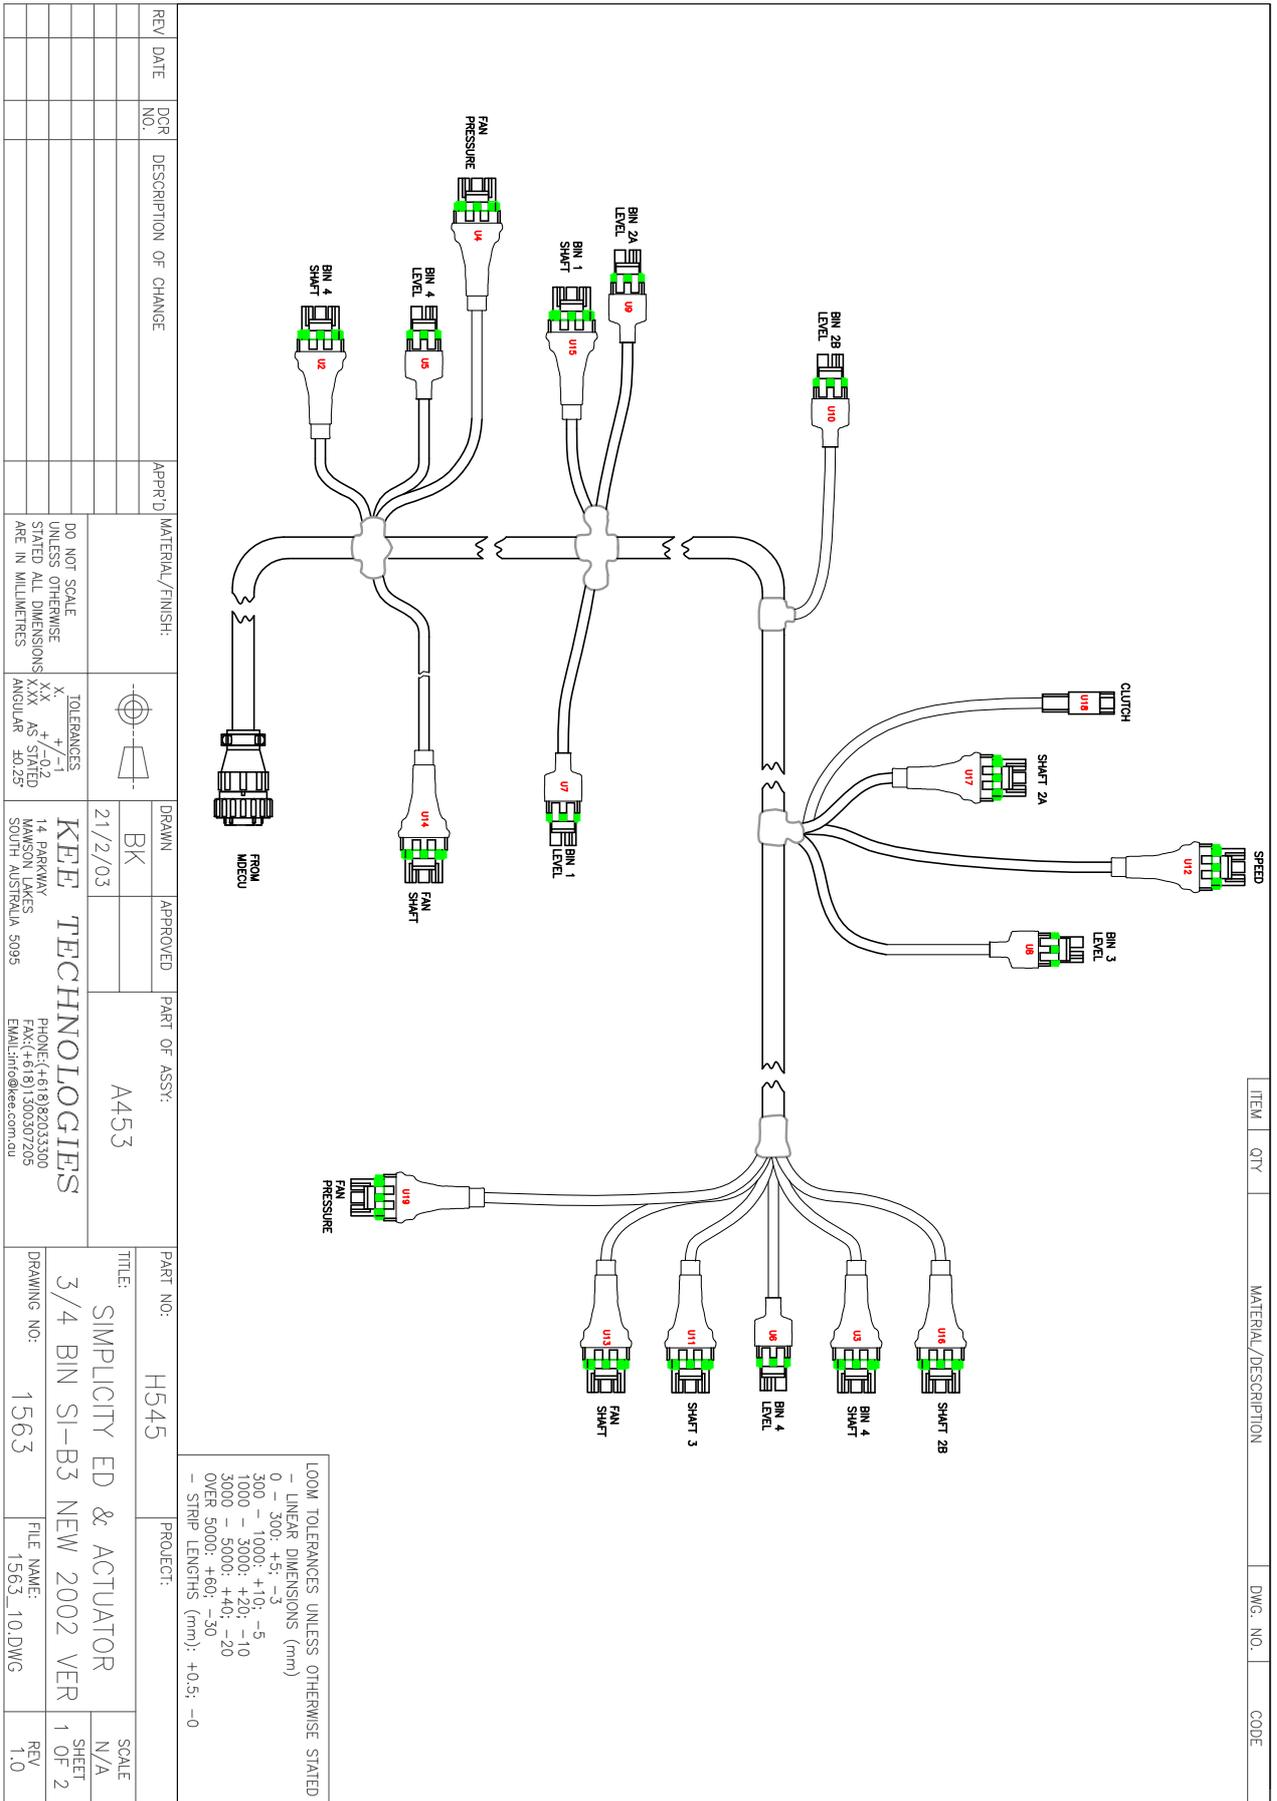 ITEM
QTY
MATERIAL/DESCRIPTION
DWG. NO.
CODE
FAN
PRESSURE
U4
BIN 4
SHAFT
U2
BIN 4
LEVEL
U5
BIN 1
SHAFT
U15
BIN 2A
LEVEL
U9
BIN 2B
LEVEL
U10
CLUTCH
U18
SHAFT 2A
U17
SPEED
U12
BIN 3
LEVEL
U8
U7
BIN 1
LEVEL
U14
FAN
SHAFT
FROM
MDECU
U19
FAN
PRESSURE
U13
FAN
SHAFT
U11
SHAFT 3
U6
BIN 4
LEVEL
U3
BIN 4
SHAFT
U16
SHAFT 2B
LOOM TOLERANCES UNLESS OTHERWISE STATED
- LINEAR DIMENSIONS (mm)
0 - 300: +5; -3
300 - 1000: +10; -5
1000 - 3000: +20; -10
3000 - 5000: +40; -20
OVER 5000: +60; -30
- STRIP LENGTHS (mm): +0.5; -0
REV
DATE
DCR
NO.
DESCRIPTION OF CHANGE
APPR'D
MATERIAL/FINISH:
DO NOT SCALE
UNLESS OTHERWISE
STATED ALL DIMENSIONS
ARE IN MILLIMETRES
TOLERANCES
X. +/-1
X.X +/-0.2
X.XX AS STATED
ANGULAR ±0.25°
DRAWN
BK
21/2/03
APPROVED
PART OF ASSY:
A453
KEE TECHNOLOGIES
14 PARKWAY
MAWSON LAKES
SOUTH AUSTRALIA 5095
PHONE:(+618)82033300
FAX:(+618)1300307205
EMAIL:info@kee.com.au
PART NO:
H545
PROJECT:
TITLE:
SIMPLICITY ED & ACTUATOR
3/4 BIN SI-B3 NEW 2002 VER
SCALE
N/A
SHEET
1 OF 2
DRAWING NO:
1563
FILE NAME:
1563_10.DWG
REV
1.0